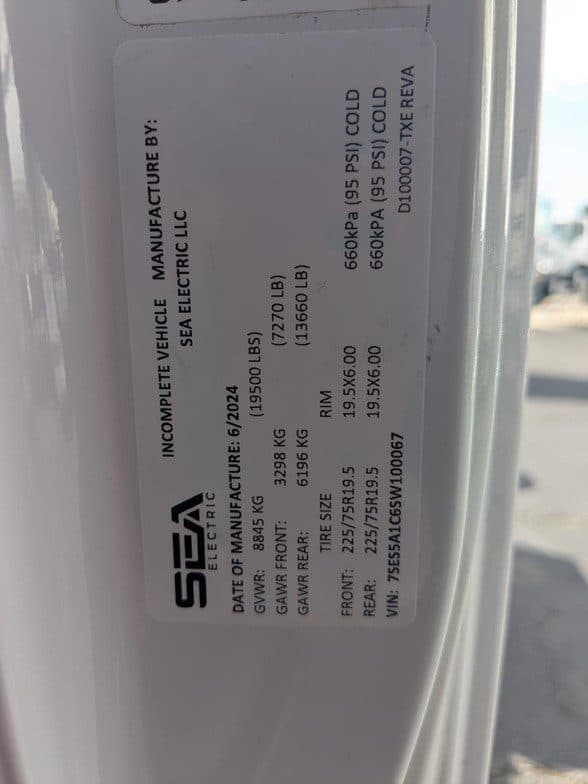 INCOMPLETE VEHICLE MANUFACTURE BY:
SEA ELECTRIC LLC
SEA
ELECTRIC
DATE OF MANUFACTURE: 6/2024
GVWR: 8845 KG (19500 LBS)
GAWR FRONT: 3298 KG (7270 LB)
GAWR REAR: 6196 KG (13660 LB)
TIRE SIZE RIM
FRONT: 225/75R19.5 19.5X6.00 660kPa (95 PSI) COLD
REAR: 225/75R19.5 19.5X6.00 660kPA (95 PSI) COLD
VIN: 7SES5A1C6SW100067 D100007-TXE REVA